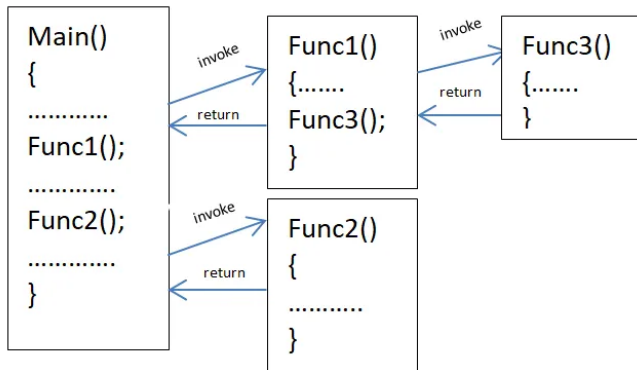 Main()
{
…………
Func1();
………….
Func2();
………….
}
invoke
return
Func1()
{…….
Func3();
}
invoke
return
Func3()
{…….
}
invoke
return
Func2()
{
………..
}